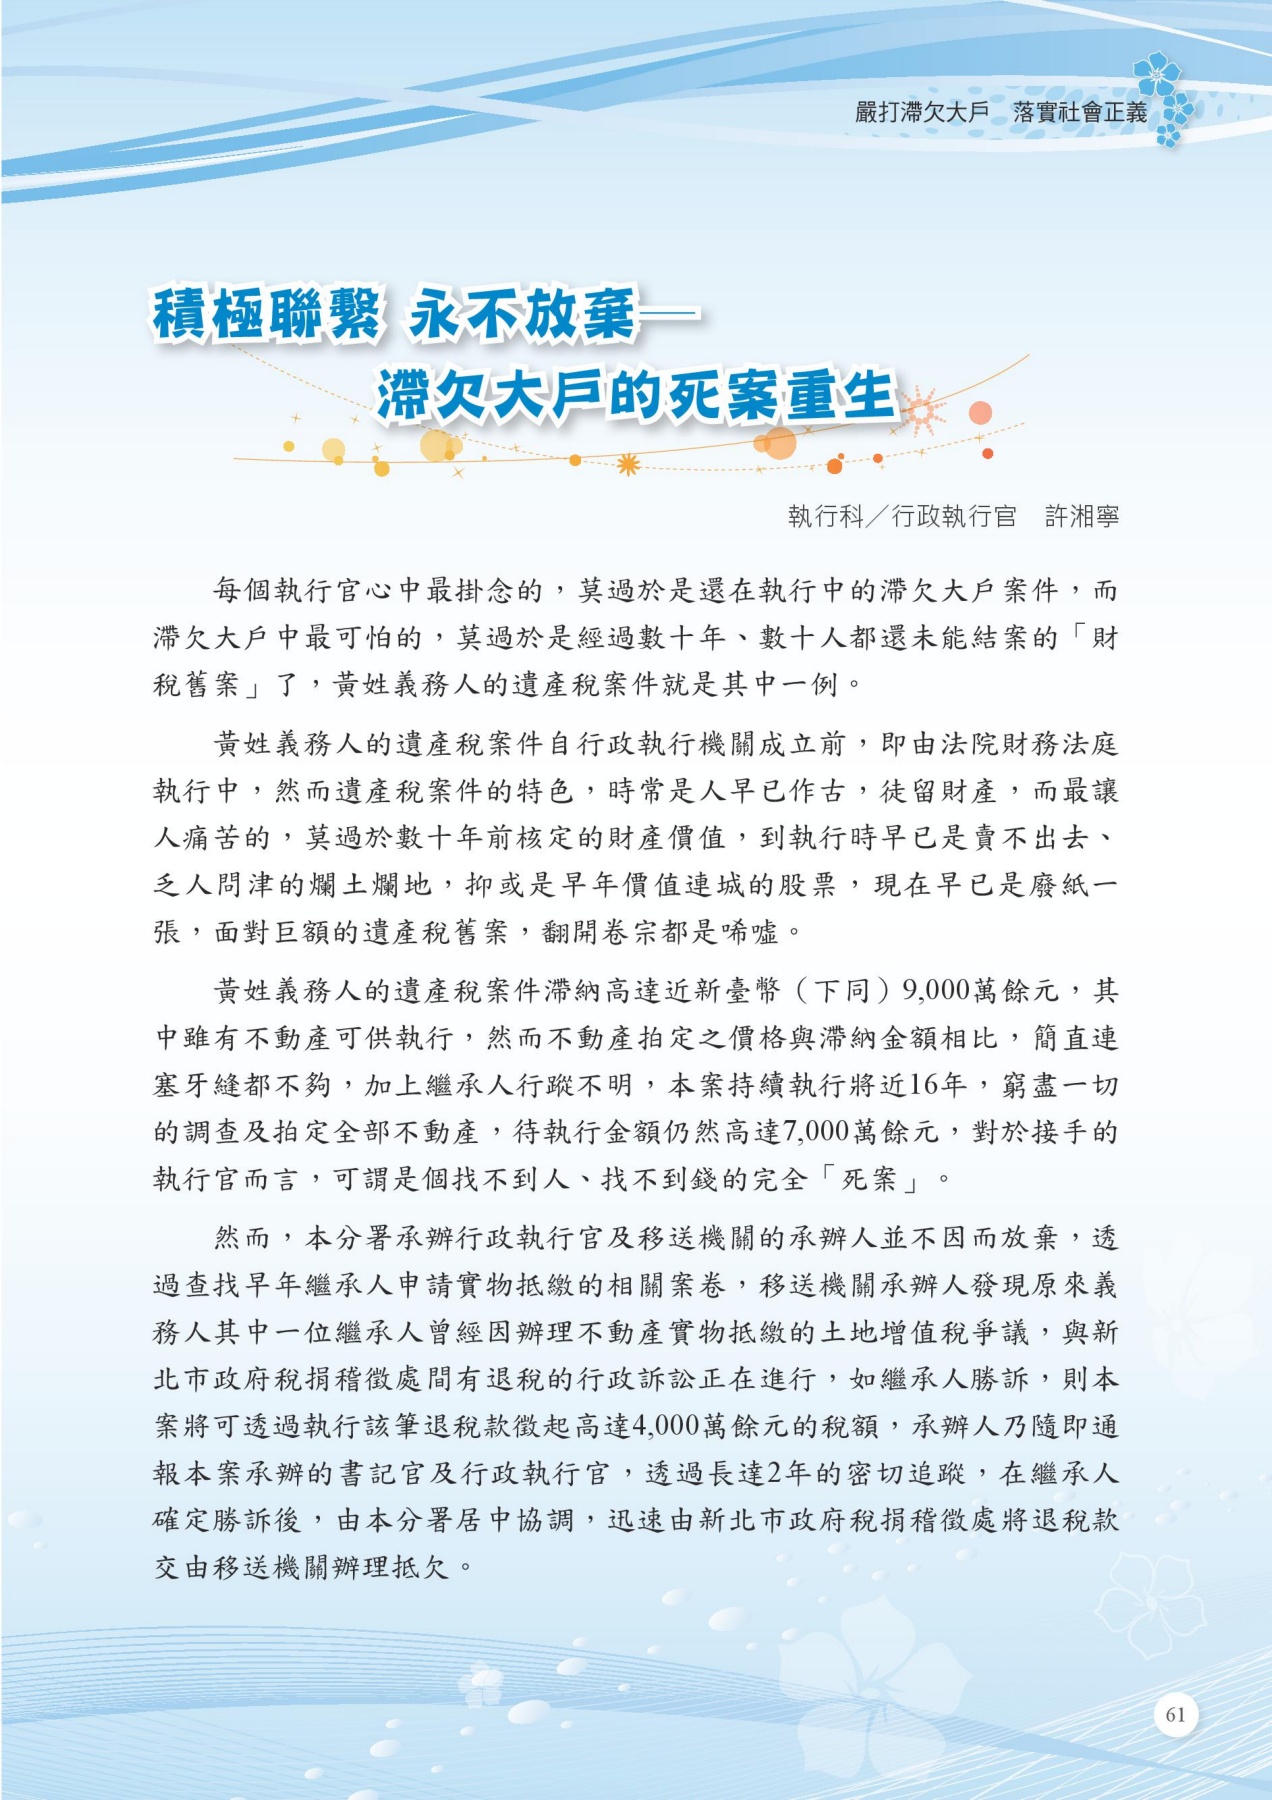 嚴打滯欠大戶　落實社會正義
積極聯繫 永不放棄—
滯欠大戶的死案重生
執行科／行政執行官　許湘寧
每個執行官心中最掛念的，莫過於是還在執行中的滯欠大戶案件，而
滯欠大戶中最可怕的，莫過於是經過數十年、數十人都還未能結案的「財
稅舊案」了，黃姓義務人的遺產稅案件就是其中一例。
黃姓義務人的遺產稅案件自行政執行機關成立前，即由法院財務法庭
執行中，然而遺產稅案件的特色，時常是人早已作古，徒留財產，而最讓
人痛苦的，莫過於數十年前核定的財產價值，到執行時早已是賣不出去、
乏人問津的爛土爛地，抑或是早年價值連城的股票，現在早已是廢紙一
張，面對巨額的遺產稅舊案，翻開卷宗都是唏噓。
黃姓義務人的遺產稅案件滯納高達近新臺幣（下同）9,000萬餘元，其
中雖有不動產可供執行，然而不動產拍定之價格與滯納金額相比，簡直連
塞牙縫都不夠，加上繼承人行蹤不明，本案持續執行將近16年，窮盡一切
的調查及拍定全部不動產，待執行金額仍然高達7,000萬餘元，對於接手的
執行官而言，可謂是個找不到人、找不到錢的完全「死案」。
然而，本分署承辦行政執行官及移送機關的承辦人並不因而放棄，透
過查找早年繼承人申請實物抵繳的相關案卷，移送機關承辦人發現原來義
務人其中一位繼承人曾經因辦理不動產實物抵繳的土地增值稅爭議，與新
北市政府稅捐稽徵處間有退稅的行政訴訟正在進行，如繼承人勝訴，則本
案將可透過執行該筆退稅款徵起高達4,000萬餘元的稅額，承辦人乃隨即通
報本案承辦的書記官及行政執行官，透過長達2年的密切追蹤，在繼承人
確定勝訴後，由本分署居中協調，迅速由新北市政府稅捐稽徵處將退稅款
交由移送機關辦理抵欠。
61